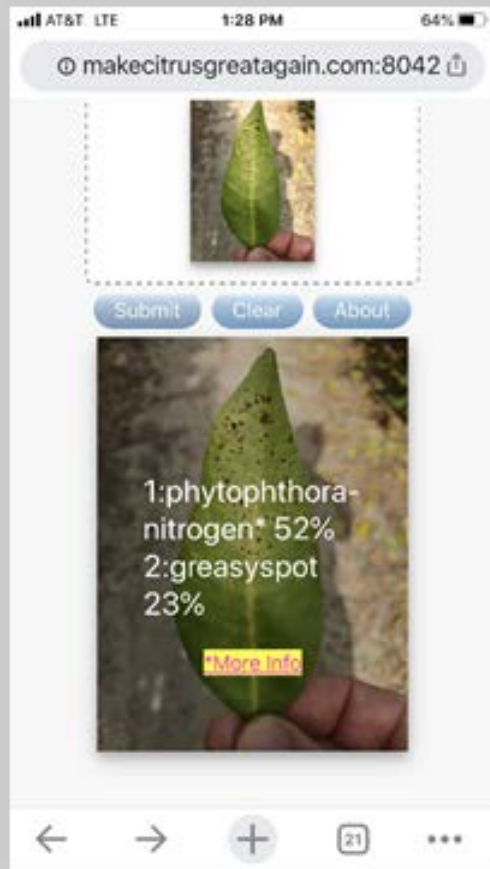 AT&T LTE 1:28 PM 64%
makecitrusgreatagain.com:8042
Submit Clear About
1:phytophthora-
nitrogen* 52%
2:greasyspot
23%
*More Info
21